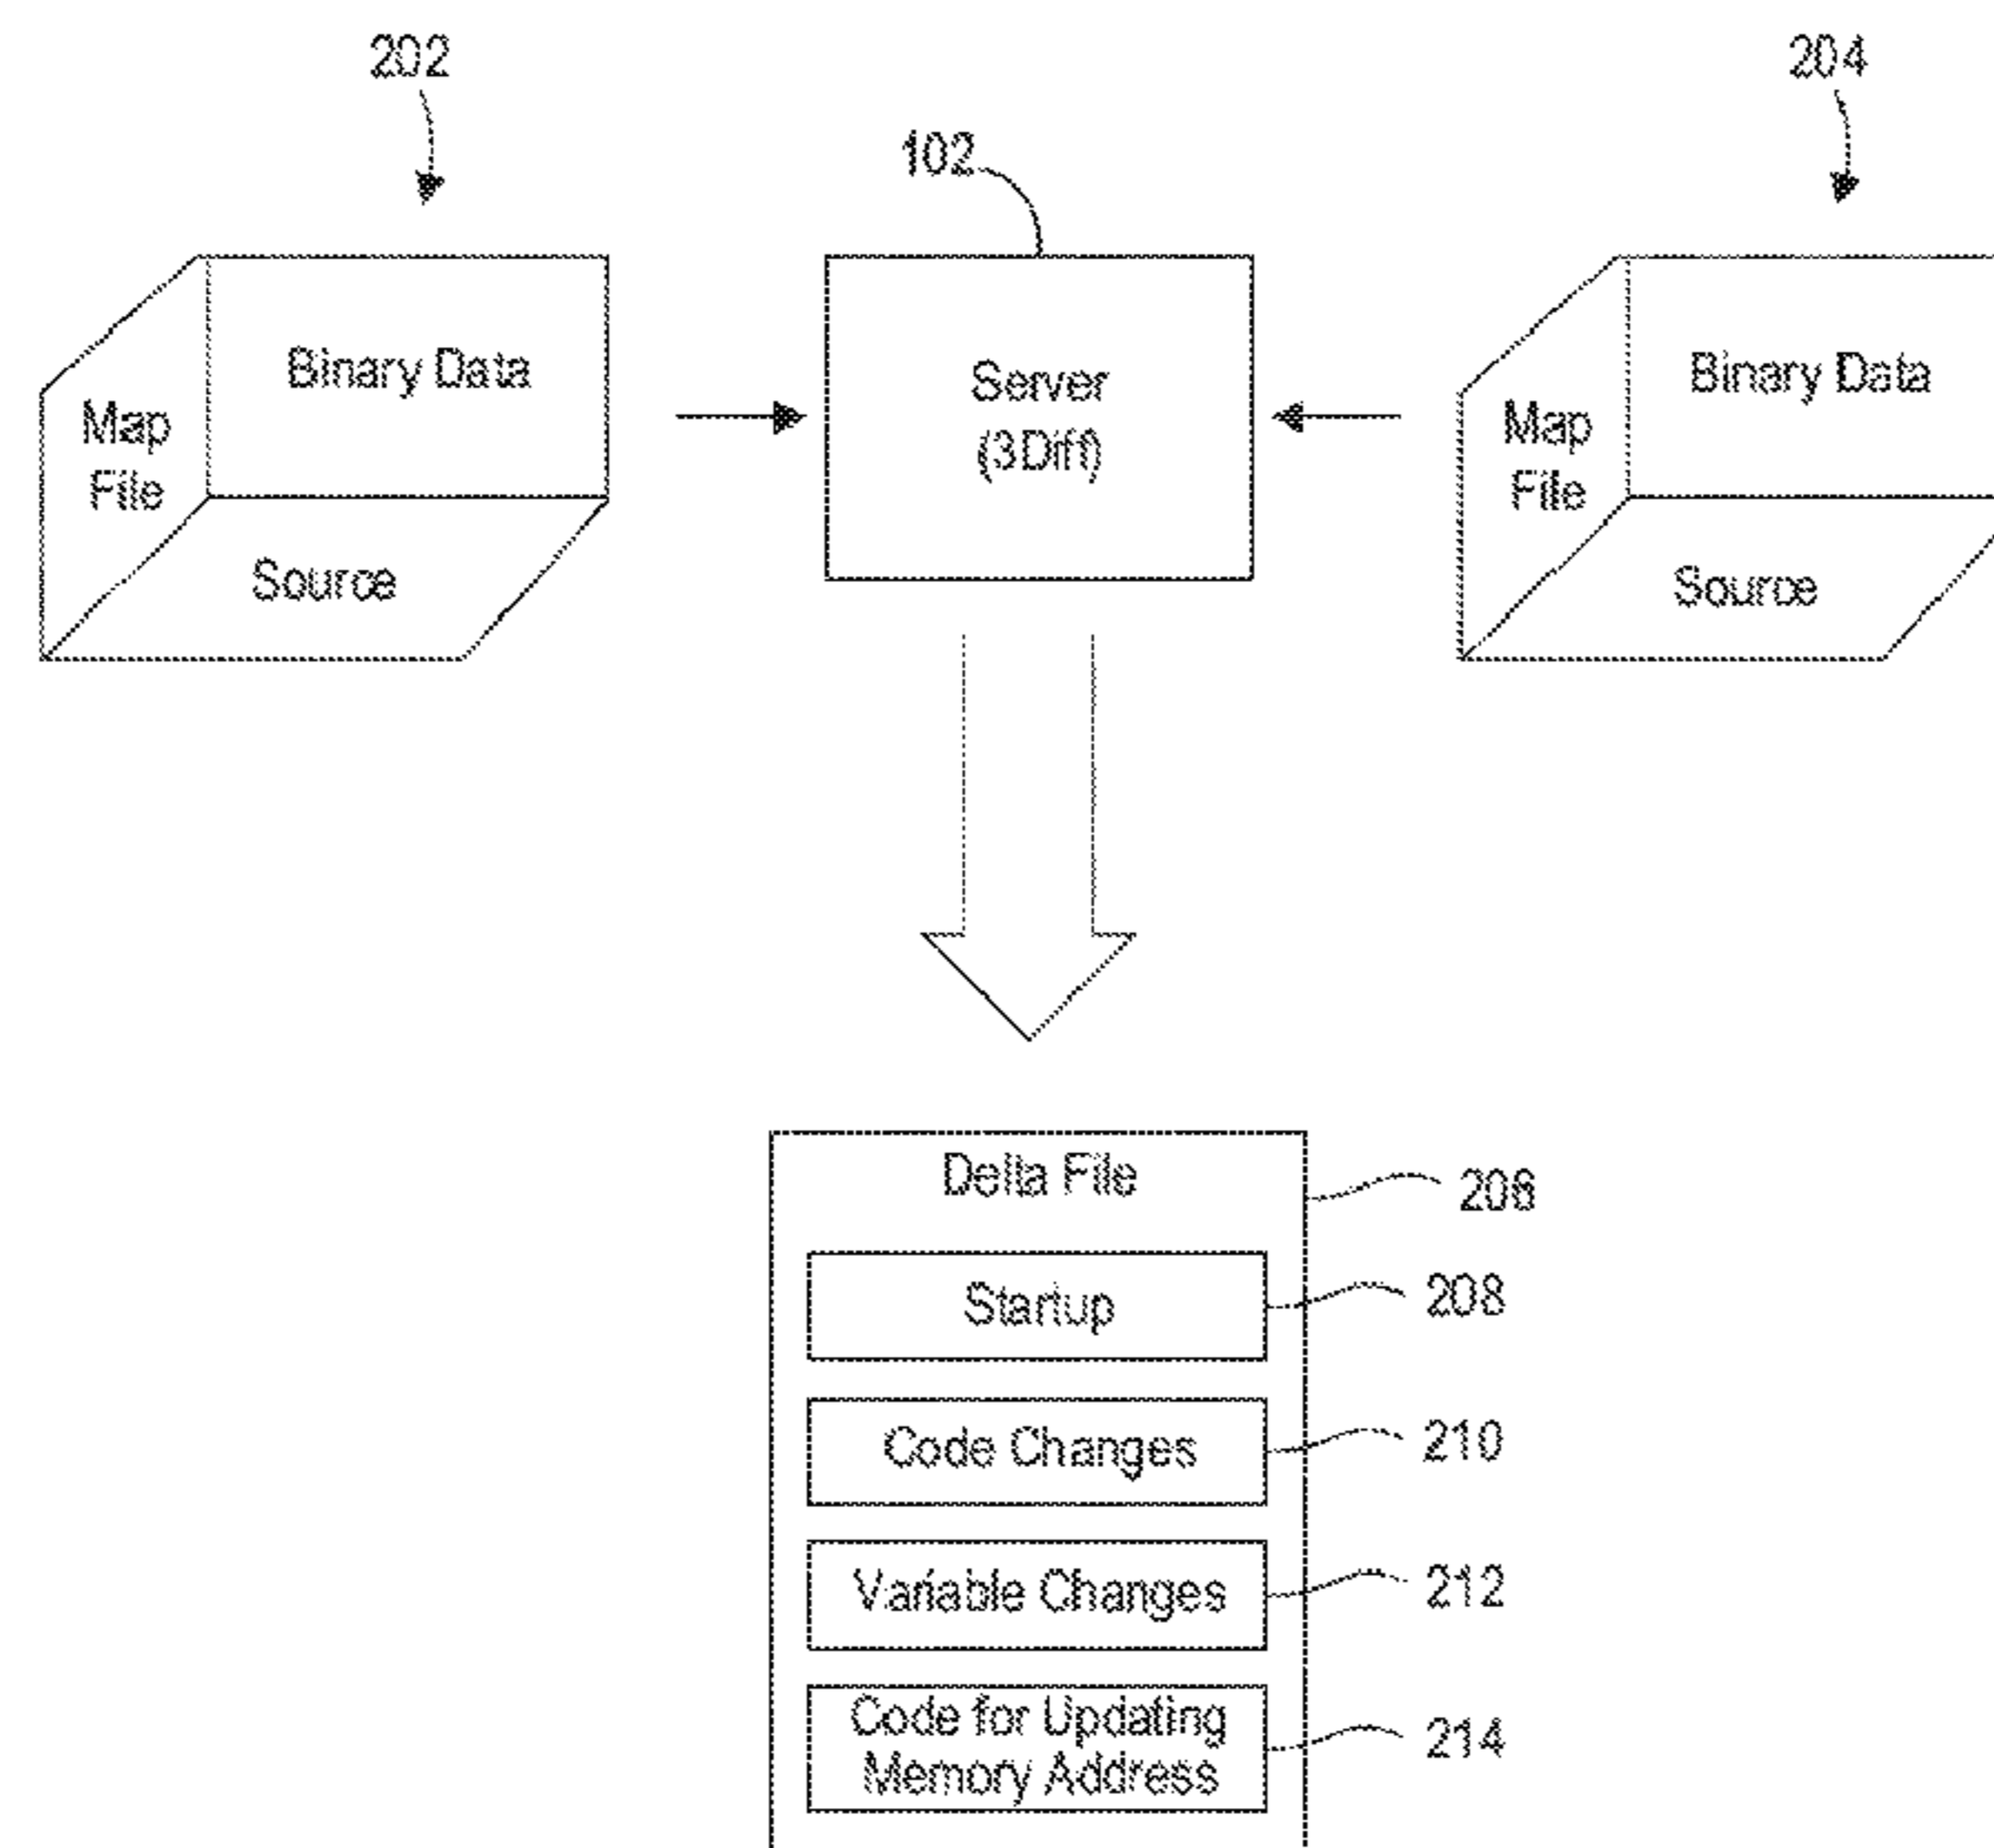 202
204
102
Binary Data
Map
File
Source
Server
(3Diff)
Binary Data
Map
File
Source
Delta File
206
Startup
208
Code Changes
210
Variable Changes
212
Code for Updating
Memory Address
214